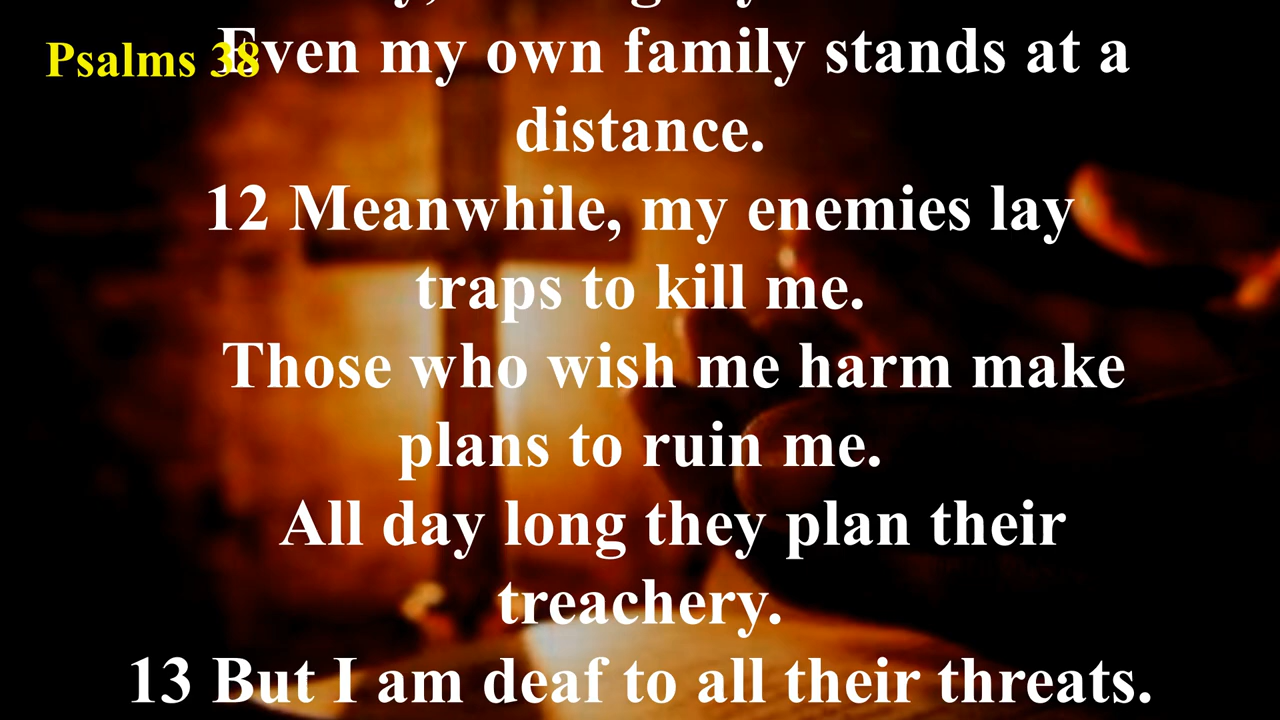 Psalms 38
Even my own family stands at a
distance.
12 Meanwhile, my enemies lay
traps to kill me.
Those who wish me harm make
plans to ruin me.
All day long they plan their
treachery.
13 But I am deaf to all their threats.